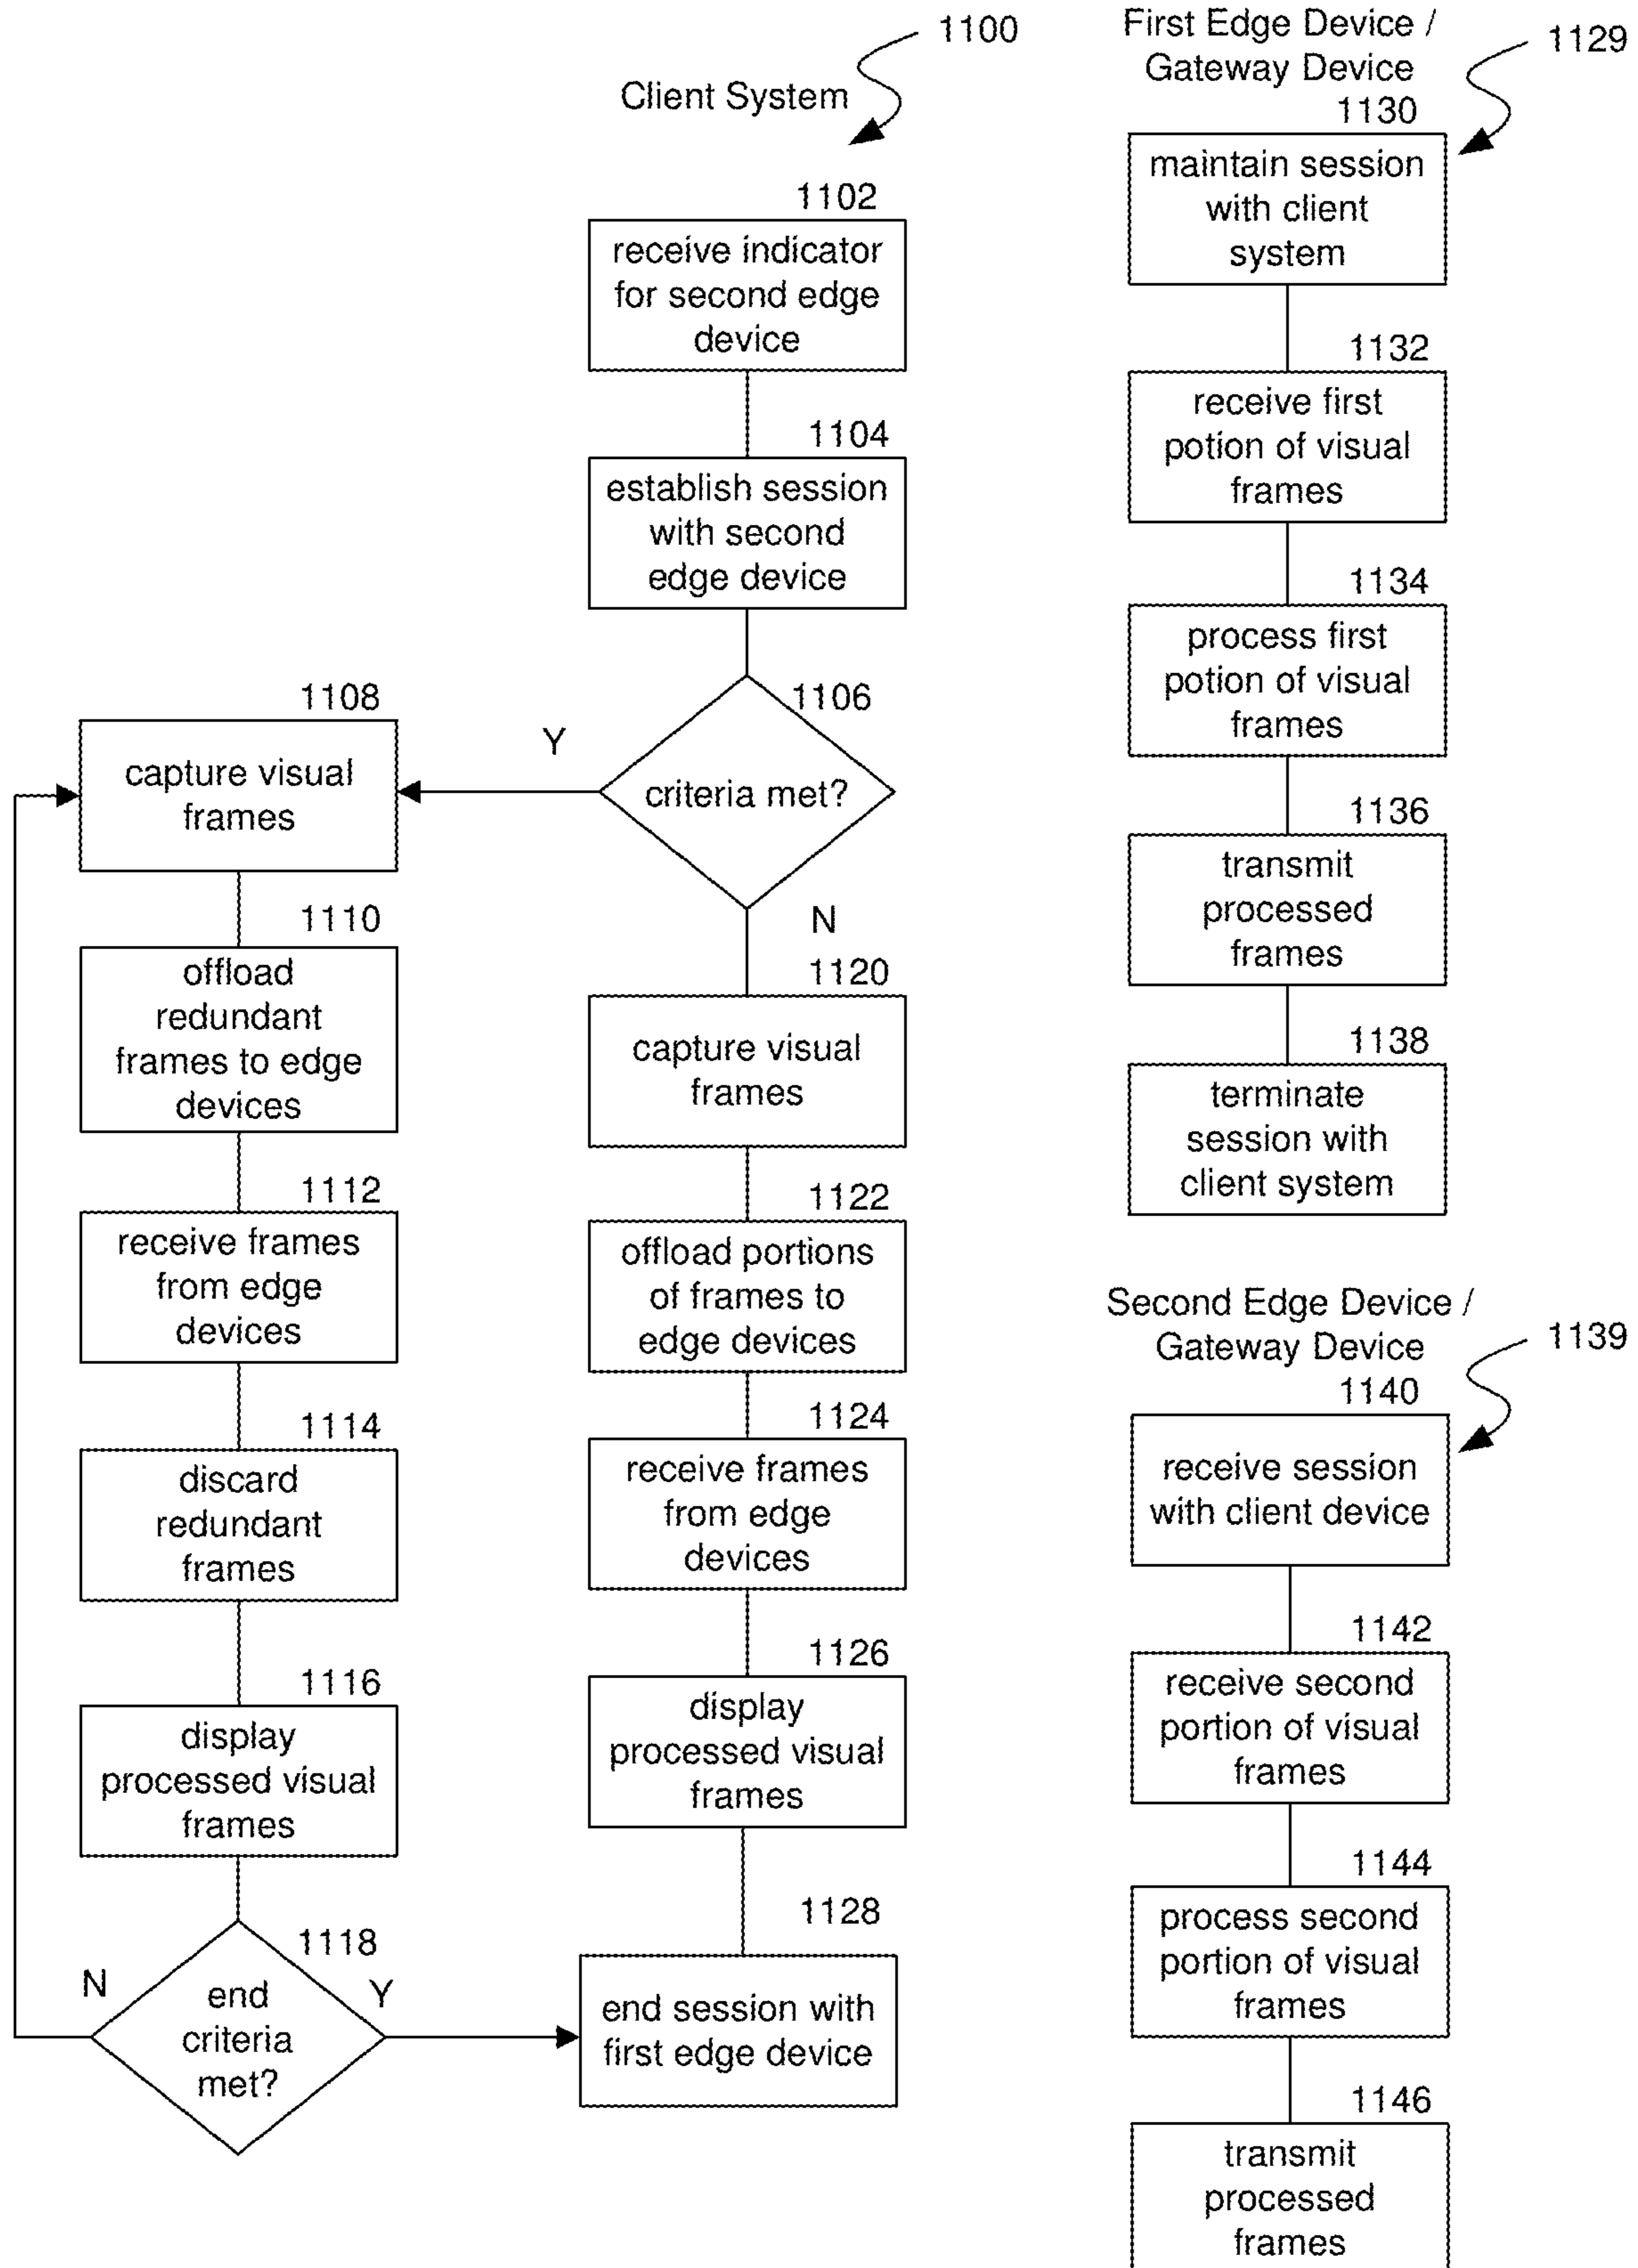 1100
Client System
1102
receive indicator
for second edge
device
1104
establish session
with second
edge device
1106
criteria met?
Y
N
1108
capture visual
frames
1110
offload
redundant
frames to edge
devices
1112
receive frames
from edge
devices
1114
discard
redundant
frames
1116
display
processed visual
frames
1118
end
criteria
met?
N
Y
1120
capture visual
frames
1122
offload portions
of frames to
edge devices
1124
receive frames
from edge
devices
1126
display
processed visual
frames
1128
end session with
first edge device
First Edge Device /
Gateway Device
1129
1130
maintain session
with client
system
1132
receive first
potion of visual
frames
1134
process first
potion of visual
frames
1136
transmit
processed
frames
1138
terminate
session with
client system
Second Edge Device /
Gateway Device
1139
1140
receive session
with client device
1142
receive second
portion of visual
frames
1144
process second
portion of visual
frames
1146
transmit
processed
frames